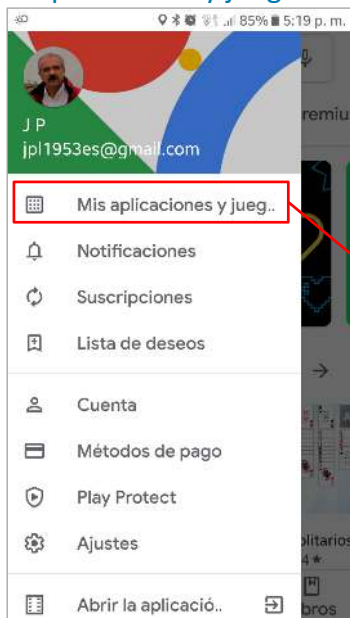 85% 5:19 p. m.
J P
jpl1953es@gmail.com
remiu
Mis aplicaciones y jueg..
Notificaciones
Suscripciones
Lista de deseos
Cuenta
Métodos de pago
Play Protect
Ajustes
olitarios
4★
Abrir la aplicació..
bros